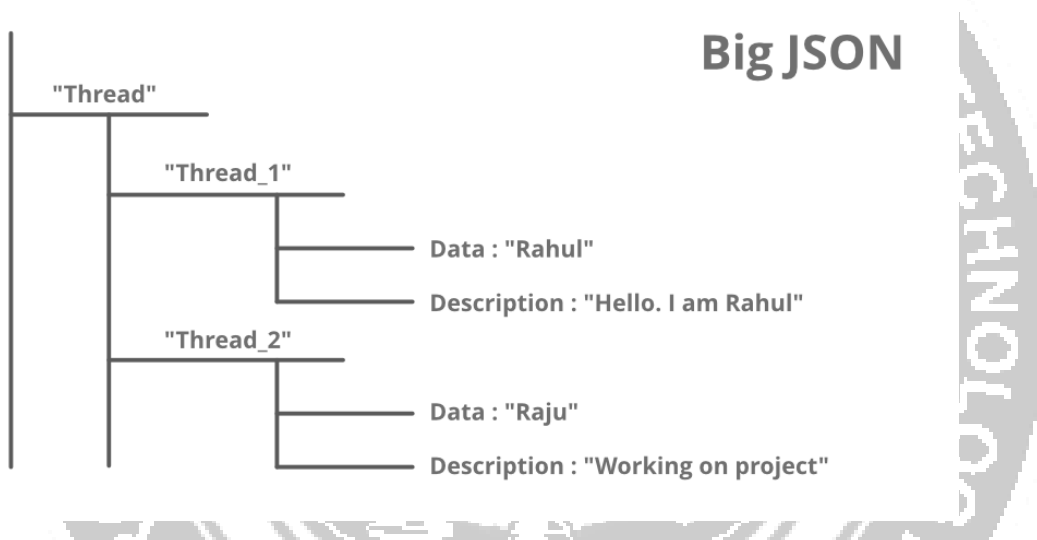 Big JSON
"Thread"
"Thread_1"
Data : "Rahul"
Description : "Hello. I am Rahul"
"Thread_2"
Data : "Raju"
Description : "Working on project"